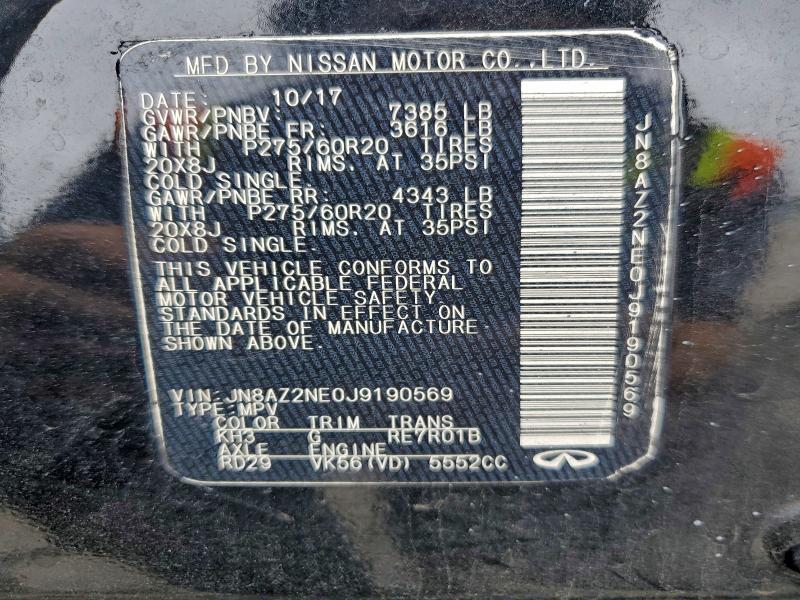 MFD BY NISSAN MOTOR CO.,LTD.
DATE: 10/17
GVWR/PNBV: 7385 LB
GAWR/PNBE FR: 3616 LB
WITH P275/60R20 TIRES
20X8J RIMS. AT 35PSI
COLD SINGLE
GAWR/PNBE RR: 4343 LB
WITH P275/60R20 TIRES
20X8J RIMS. AT 35PSI
COLD SINGLE.
THIS VEHICLE CONFORMS TO
ALL APPLICABLE FEDERAL
MOTOR VEHICLE SAFETY
STANDARDS IN EFFECT ON
THE DATE OF MANUFACTURE
SHOWN ABOVE.
VIN: JN8AZ2NE0J9190569
TYPE: MPV
COLOR TRIM TRANS
KH3 G RE7R01B
AXLE ENGINE
RD29 VK56(VD) 5552CC
JN8AZ2NE0J9190569